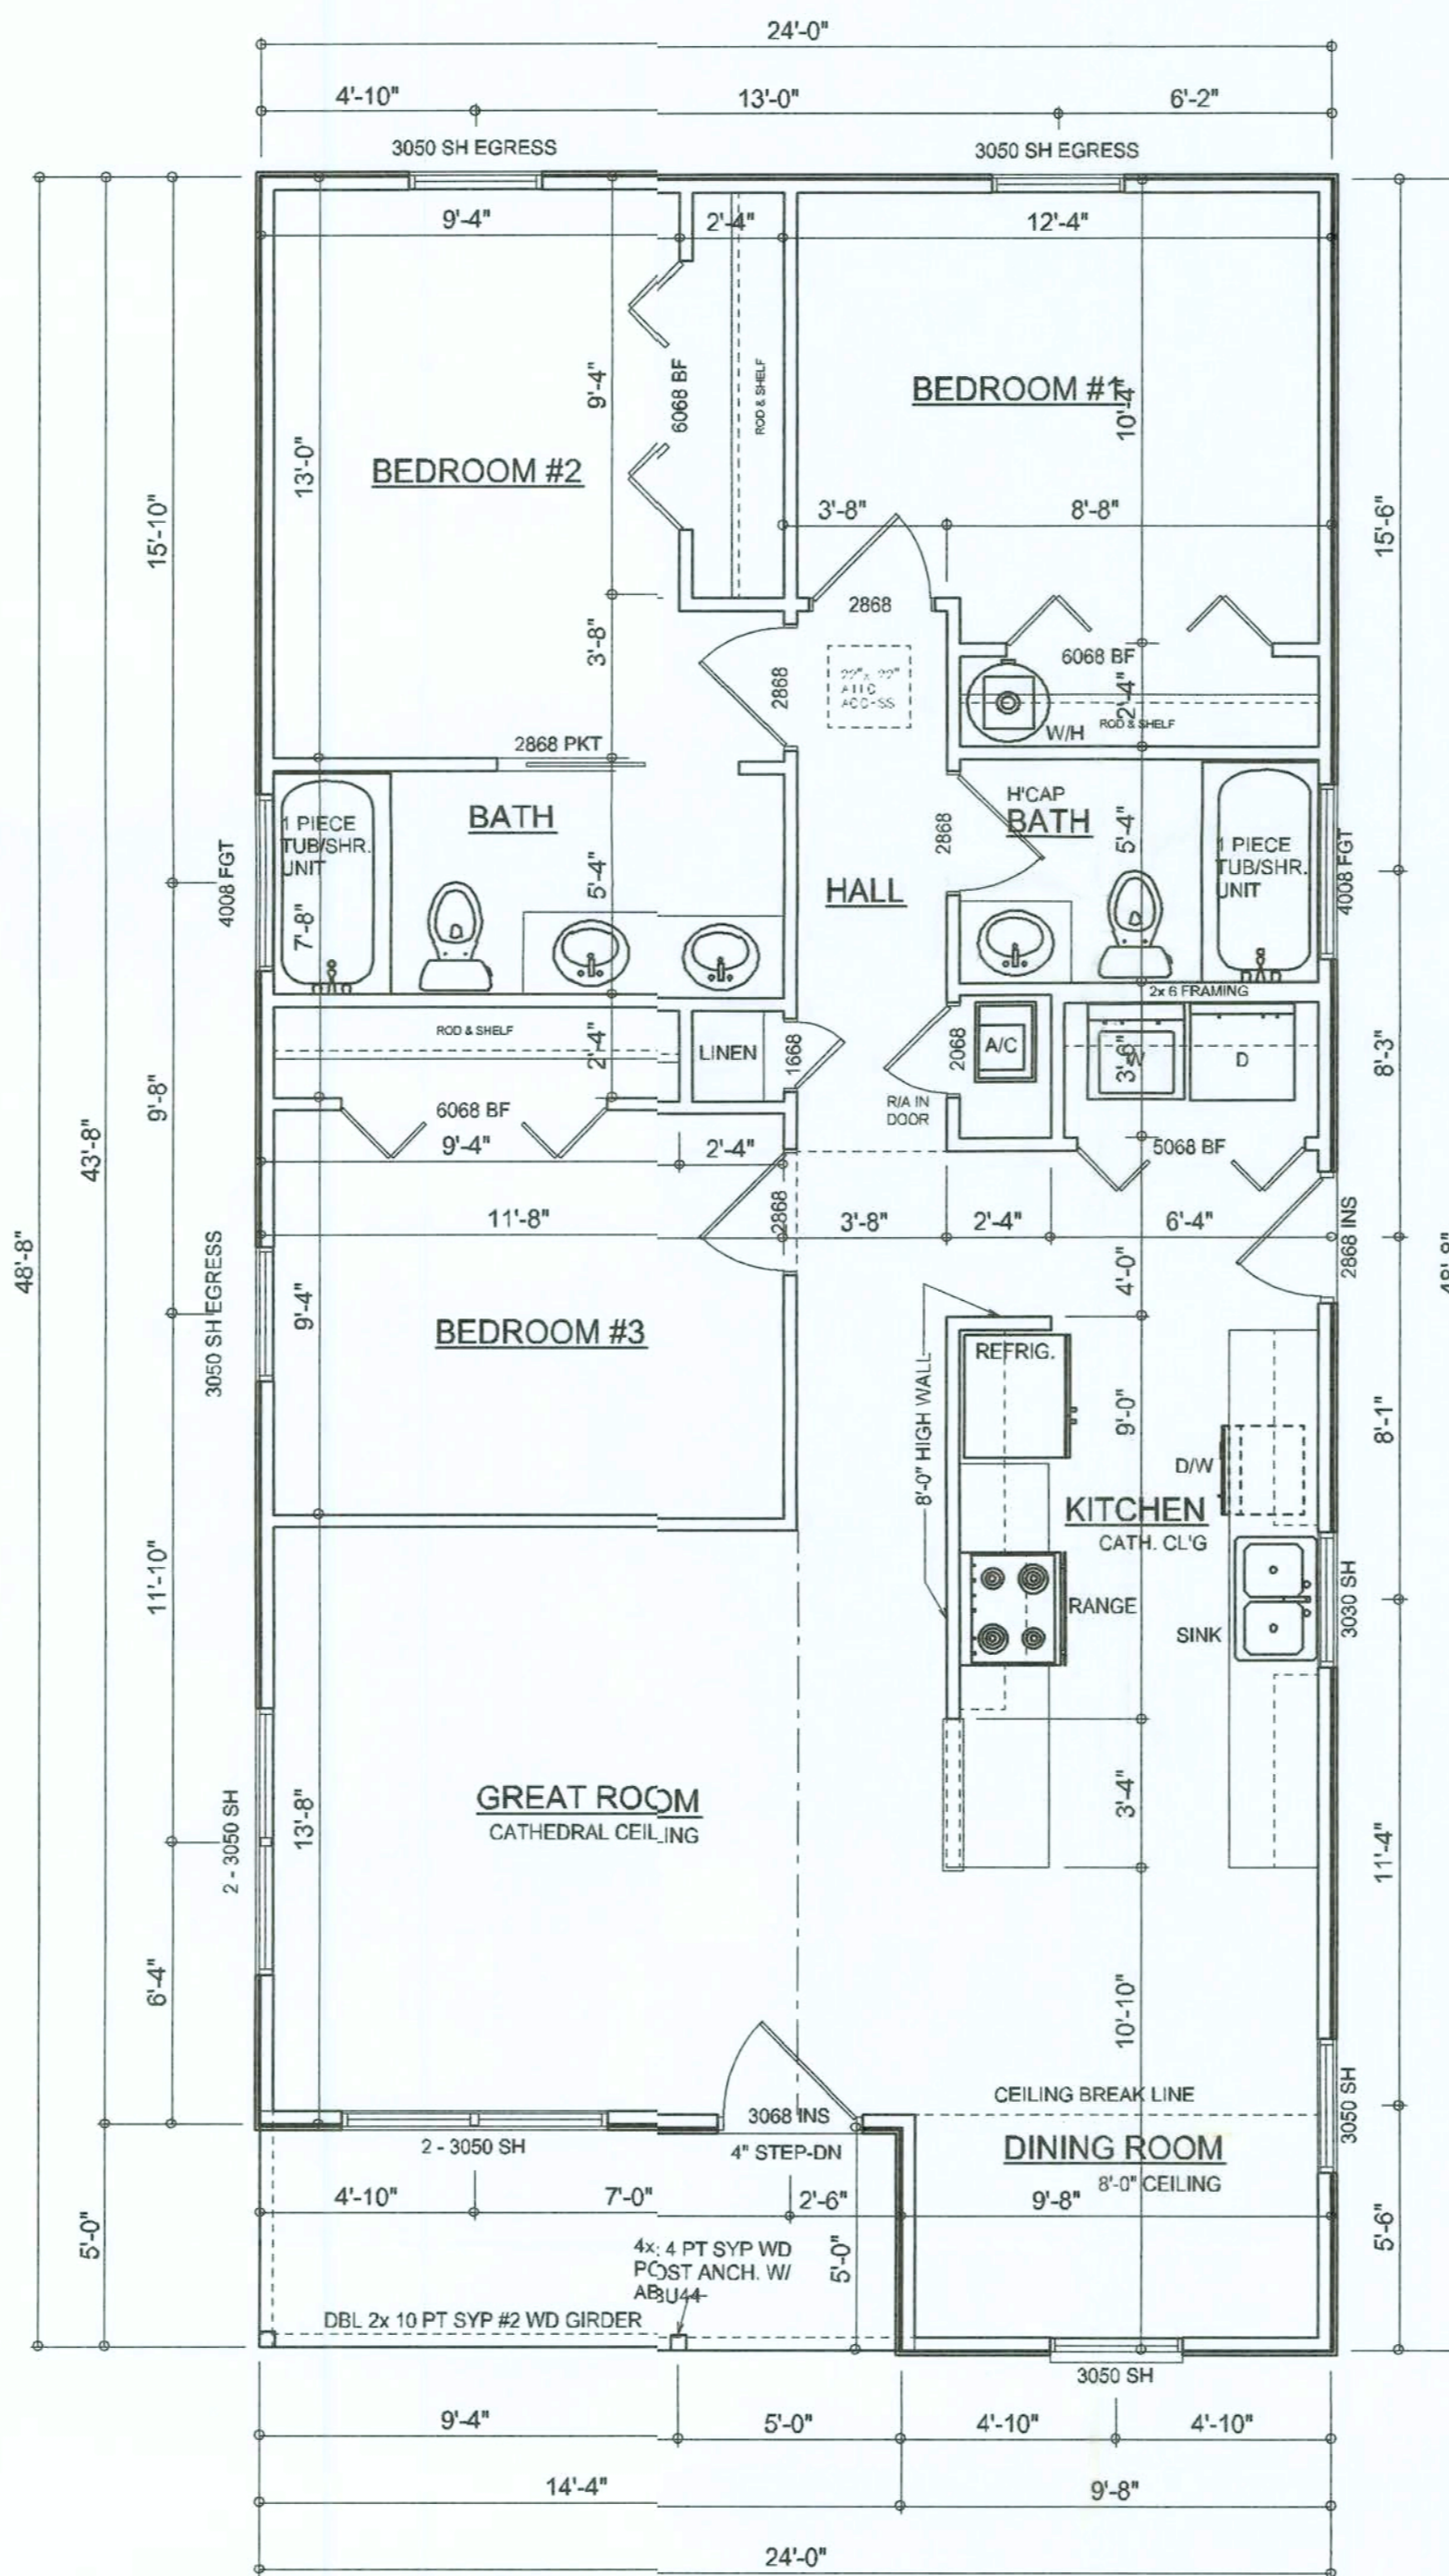 24'-0"
4'-10"
13'-0"
6'-2"
3050 SH EGRESS
3050 SH EGRESS
9'-4"
2'-4"
12'-4"
6068 BF
ROD & SHELF
9'-4"
BEDROOM #1
10'-4"
13'-0"
BEDROOM #2
15'-10"
3'-8"
8'-8"
15'-6"
2868
3'-8"
2868
22"x 22"
ATTIC
6068 BF
2'-4"
ROD & SHELF
W/H
2868 PKT
BATH
1 PIECE
TUB/SHR.
UNIT
4008 FGT
7'-8"
5'-4"
HALL
2868
H'CAP
BATH
5'-4"
1 PIECE
TUB/SHR.
UNIT
4008 FGT
2x 6 FRAMING
ROD & SHELF
2'-4"
LINEN
1668
2068
A/C
W
D
8'-3"
R/A IN
DOOR
9'-8"
43'-8"
6068 BF
9'-4"
2'-4"
5068 BF
11'-8"
2868
3'-8"
2'-4"
6'-4"
2868 INS
48'-8"
3050 SH EGRESS
4'-0"
9'-4"
BEDROOM #3
REFRIG.
8'-0" HIGH WALL
9'-0"
8'-1"
D/W
KITCHEN
CATH. CL'G
11'-10"
RANGE
SINK
3030 SH
GREAT ROOM
CATHEDRAL CEILING
2 - 3050 SH
13'-8"
3'-4"
11'-4"
6'-4"
10'-10"
CEILING BREAK LINE
3050 SH
3068 INS
2 - 3050 SH
4" STEP-DN
DINING ROOM
8'-0" CEILING
4'-10"
7'-0"
2'-6"
9'-8"
5'-0"
5'-0"
5'-6"
4x 4 PT SYP WD
POST ANCH. W/
ABU44
DBL 2x 10 PT SYP #2 WD GIRDER
3050 SH
9'-4"
5'-0"
4'-10"
4'-10"
14'-4"
9'-8"
24'-0"